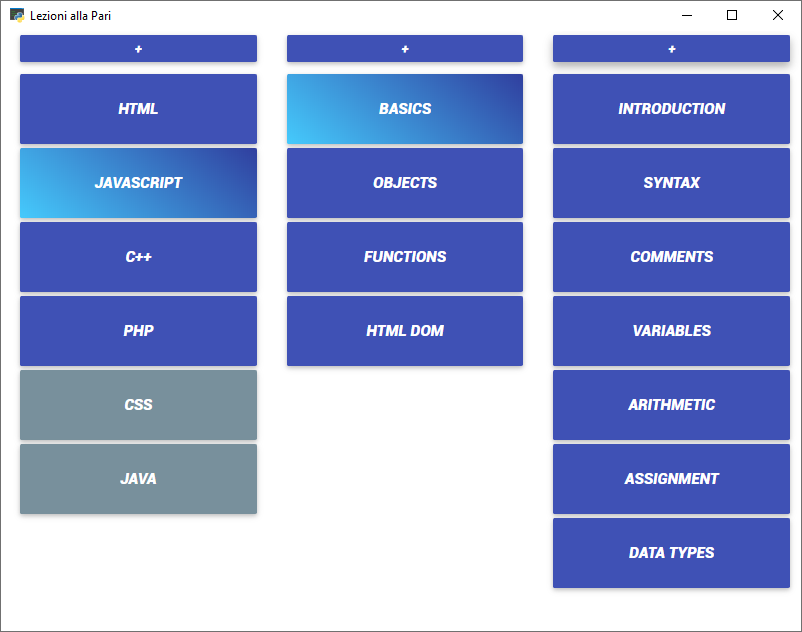 Lezioni alla Pari
+
HTML
JAVASCRIPT
C++
PHP
CSS
JAVA
+
BASICS
OBJECTS
FUNCTIONS
HTML DOM
+
INTRODUCTION
SYNTAX
COMMENTS
VARIABLES
ARITHMETIC
ASSIGNMENT
DATA TYPES